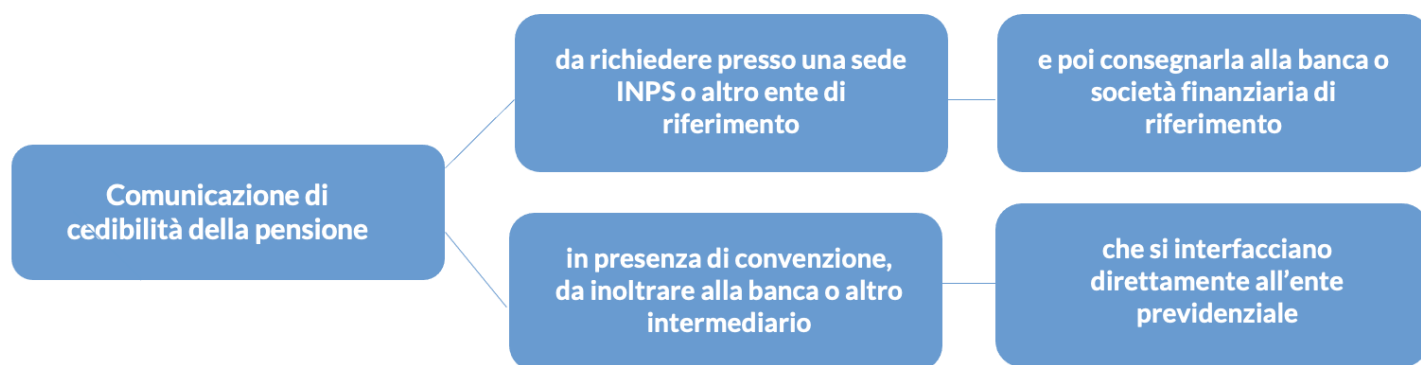 Comunicazione di
cedibilità della pensione
da richiedere presso una sede
INPS o altro ente di
riferimento
e poi consegnarla alla banca o
società finanziaria di
riferimento
in presenza di convenzione,
da inoltrare alla banca o altro
intermediario
che si interfacciano
direttamente all’ente
previdenziale